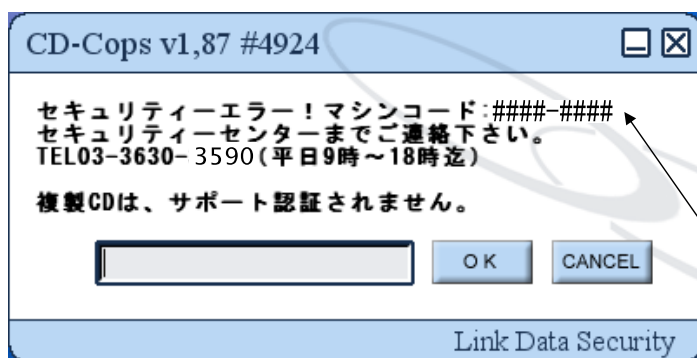 CD-Cops v1,87 #4924
セキュリティーエラー！マシンコード:####-####
セキュリティーセンターまでご連絡下さい。
TEL03-3630-3590(平日9時～18時迄)
複製CDは、サポート認証されません。
OK CANCEL
Link Data Security